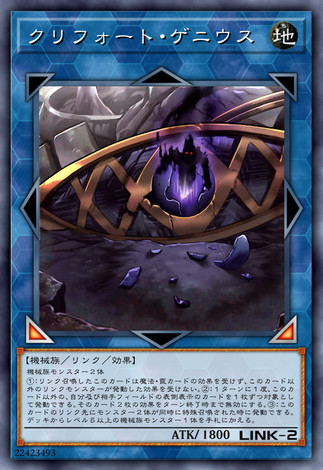 クリフォート・ゲニウス
地
【機械族／リンク／効果】
機械族モンスター２体
①：リンク召喚したこのカードは魔法・罠カードの効果を受けず、このカード以
外のリンクモンスターが発動した効果も受けない。②：１ターンに１度、このカ
ード以外の、自分及び相手フィールドの表側表示のカードを１枚ずつ対象とし
て発動できる。そのカード２枚の効果をターン終了時まで無効にする。③：こ
のカードのリンク先にモンスター２体が同時に特殊召喚された時に発動できる。
デッキからレベル５以上の機械族モンスター１体を手札に加える。
ATK/ 1800 LINK-2
22423493